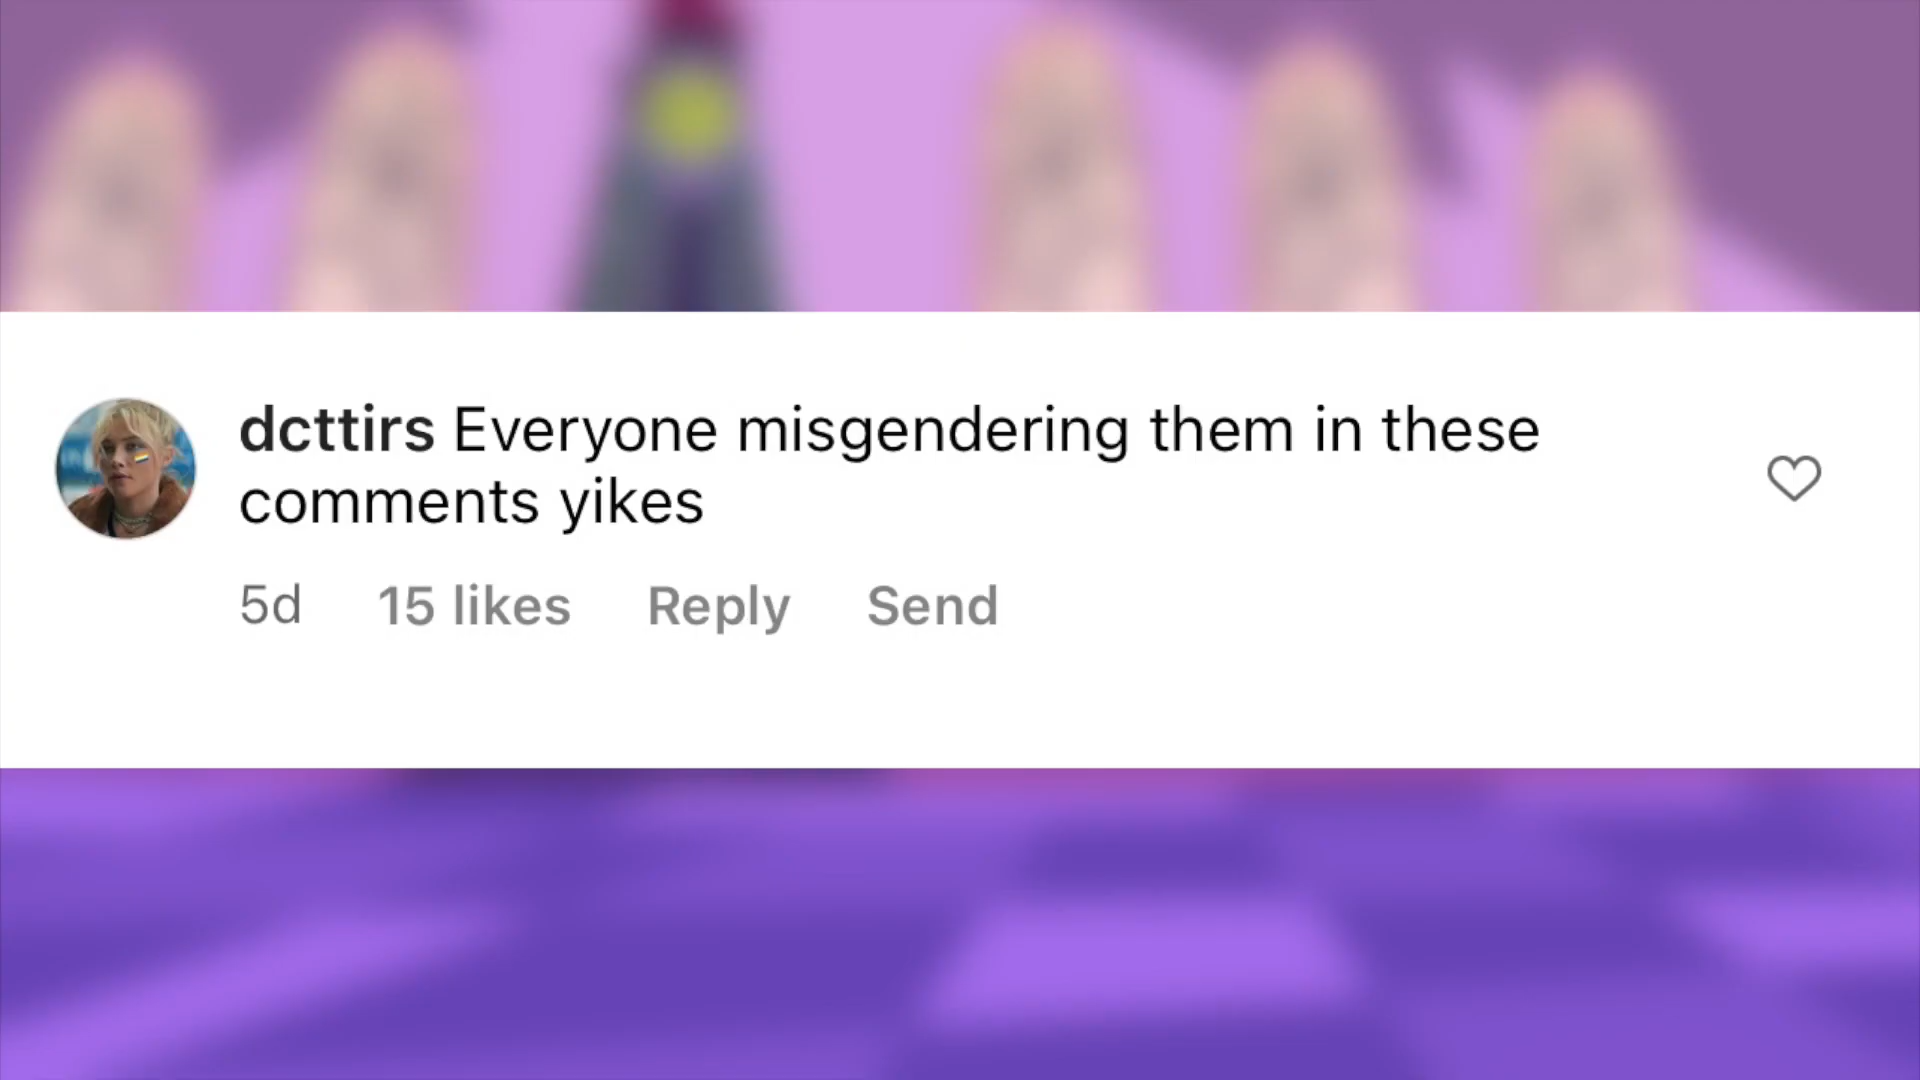 dcttirs Everyone misgendering them in these
comments yikes
5d 15 likes Reply Send